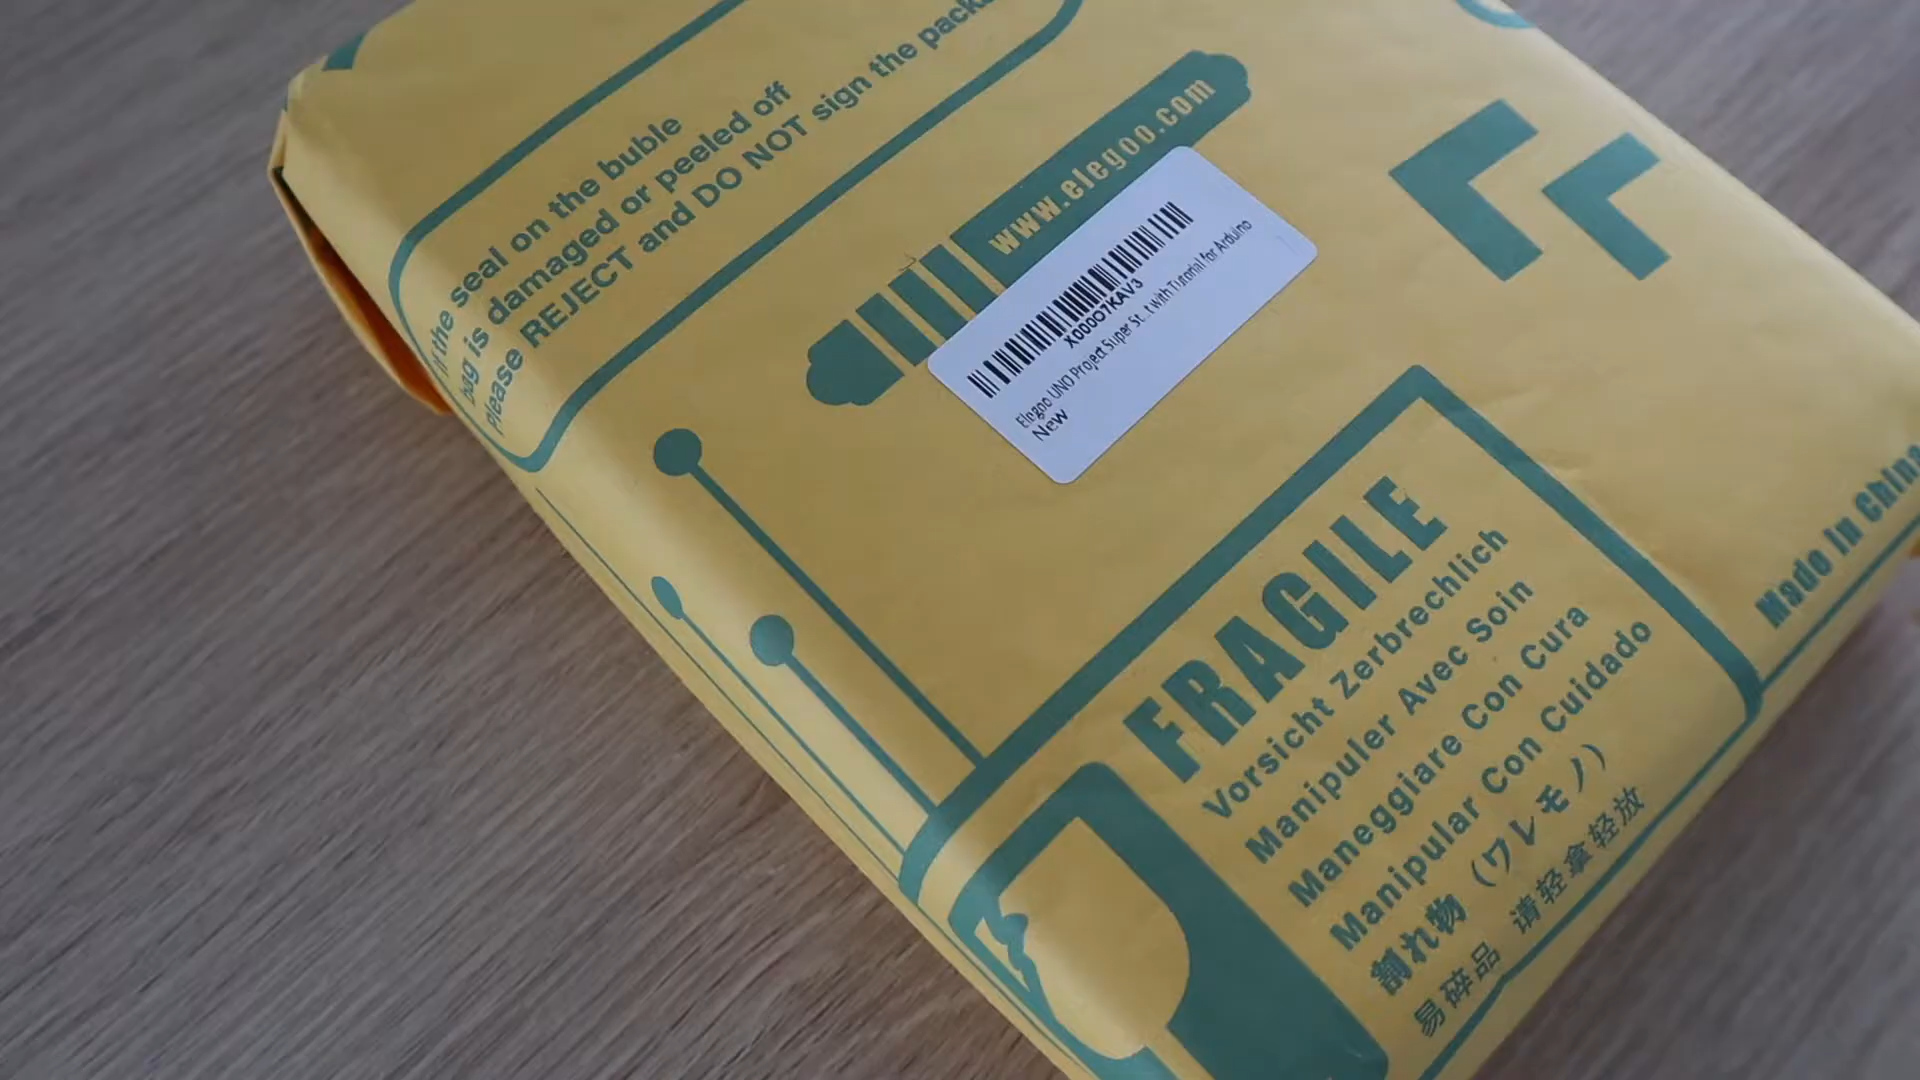 If the seal on the buble
bag is damaged or peeled off
please REJECT and DO NOT sign the
www.elegoo.com
X000O7KAV3
Elegoo UNO Project Super St...t with Tutorial for Arduino
New
FRAGILE
Vorsicht Zerbrechlich
Manipuler Avec Soin
Maneggiare Con Cura
Manipular Con Cuidado
割れ物（ワレモノ）
易碎品 请轻拿轻放
Made In China